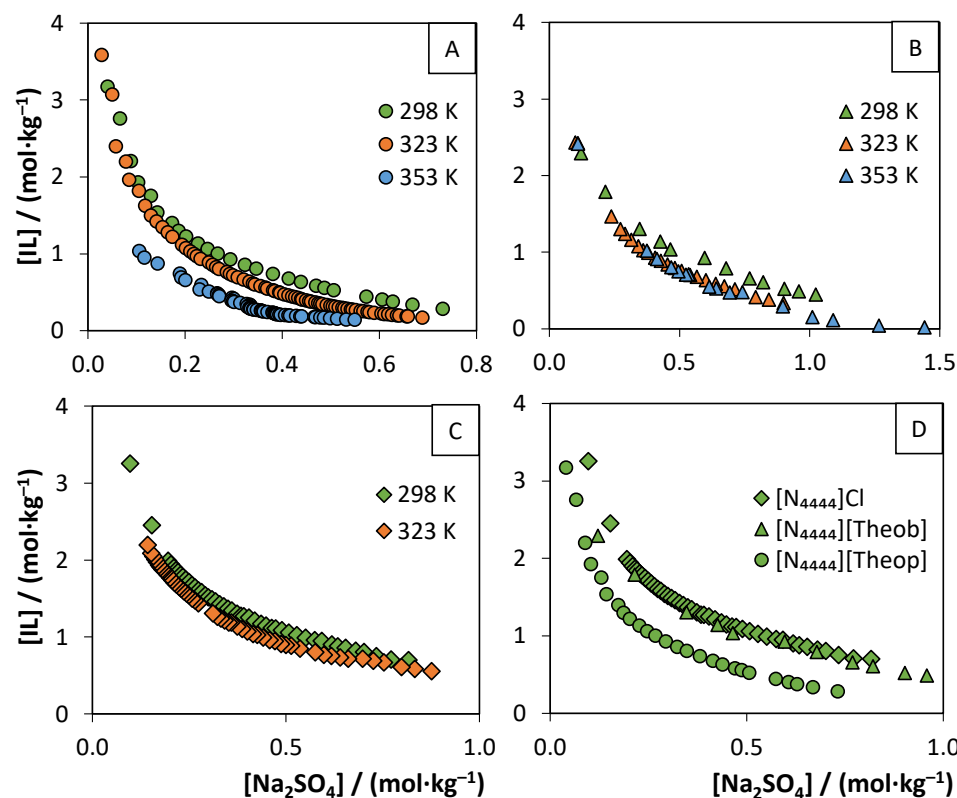 A
4
3
2
1
0
[IL] / (mol·kg⁻¹)
298 K
323 K
353 K
0.0 0.2 0.4 0.6 0.8
B
4
3
2
1
0
298 K
323 K
353 K
0.0 0.5 1.0 1.5
C
4
3
2
1
0
[IL] / (mol·kg⁻¹)
298 K
323 K
0.0 0.5 1.0
[Na₂SO₄] / (mol·kg⁻¹)
D
4
3
2
1
0
[N₄₄₄₄]Cl
[N₄₄₄₄][Theob]
[N₄₄₄₄][Theop]
0.0 0.5 1.0
[Na₂SO₄] / (mol·kg⁻¹)